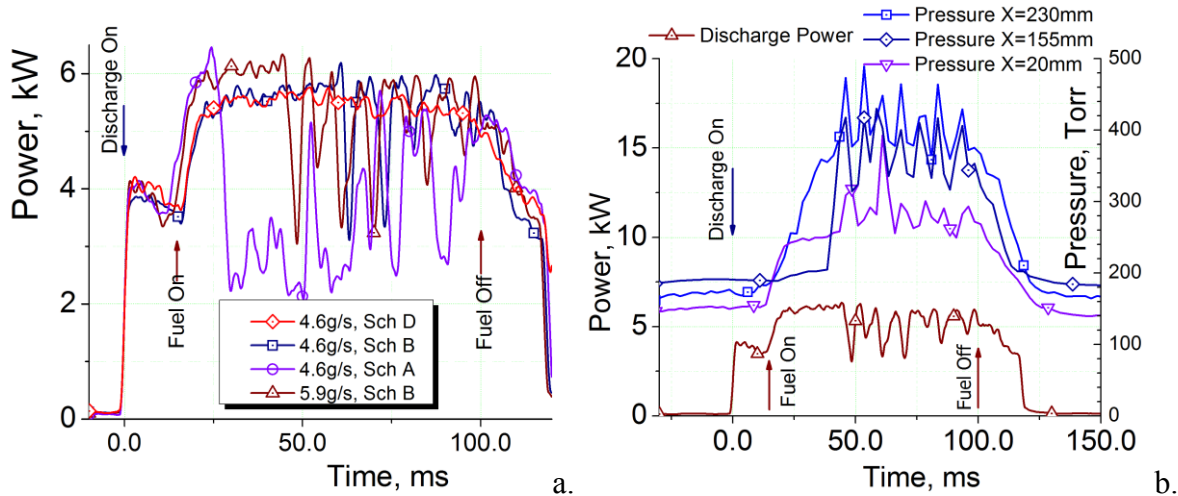 Power, kW
6
4
2
0
Discharge On
Fuel On
Fuel Off
4.6g/s, Sch D
4.6g/s, Sch B
4.6g/s, Sch A
5.9g/s, Sch B
0.0
50.0
100.0
Time, ms
a.
Discharge Power
Pressure X=230mm
Pressure X=155mm
Pressure X=20mm
Power, kW
20
15
10
5
0
Discharge On
Fuel On
Fuel Off
500
400
300
200
100
0
Pressure, Torr
0.0
50.0
100.0
150.0
Time, ms
b.